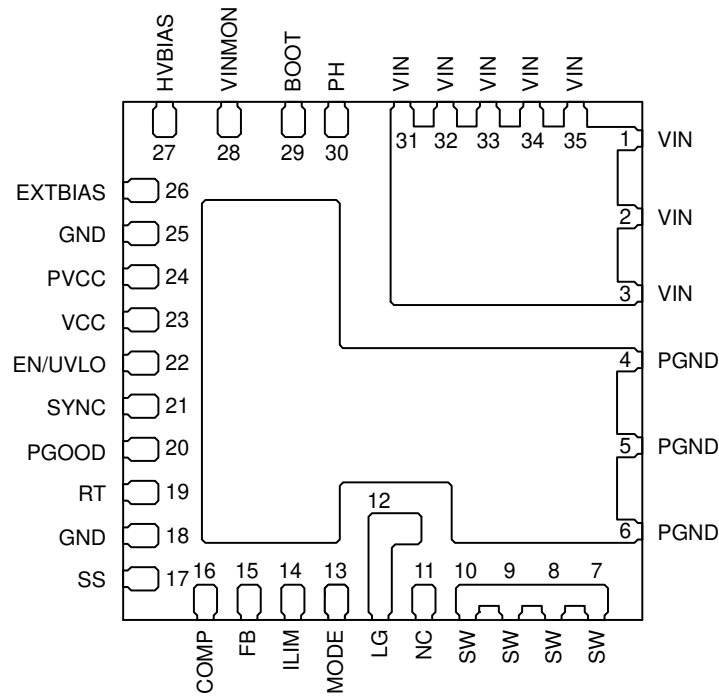 HVBIAS VINMON BOOT PH VIN VIN VIN VIN VIN
27 28 29 30 31 32 33 34 35
1 VIN
EXTBIAS 26
2 VIN
GND 25
PVCC 24
3 VIN
VCC 23
EN/UVLO 22
4 PGND
SYNC 21
PGOOD 20
5 PGND
RT 19
12
GND 18
6 PGND
SS 17
16 15 14 13 11 10 9 8 7
COMP FB ILIM MODE LG NC SW SW SW SW